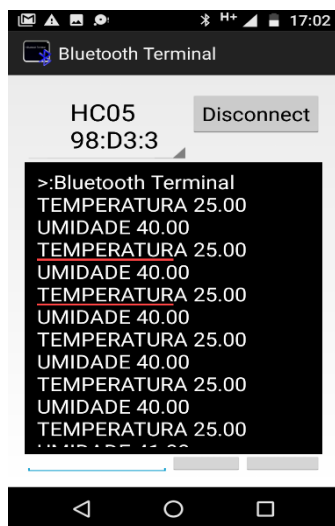 H+ 17:02
Bluetooth Terminal
HC05
98:D3:3
Disconnect
>:Bluetooth Terminal
TEMPERATURA 25.00
UMIDADE 40.00
TEMPERATURA 25.00
UMIDADE 40.00
TEMPERATURA 25.00
UMIDADE 40.00
TEMPERATURA 25.00
UMIDADE 40.00
TEMPERATURA 25.00
UMIDADE 40.00
TEMPERATURA 25.00